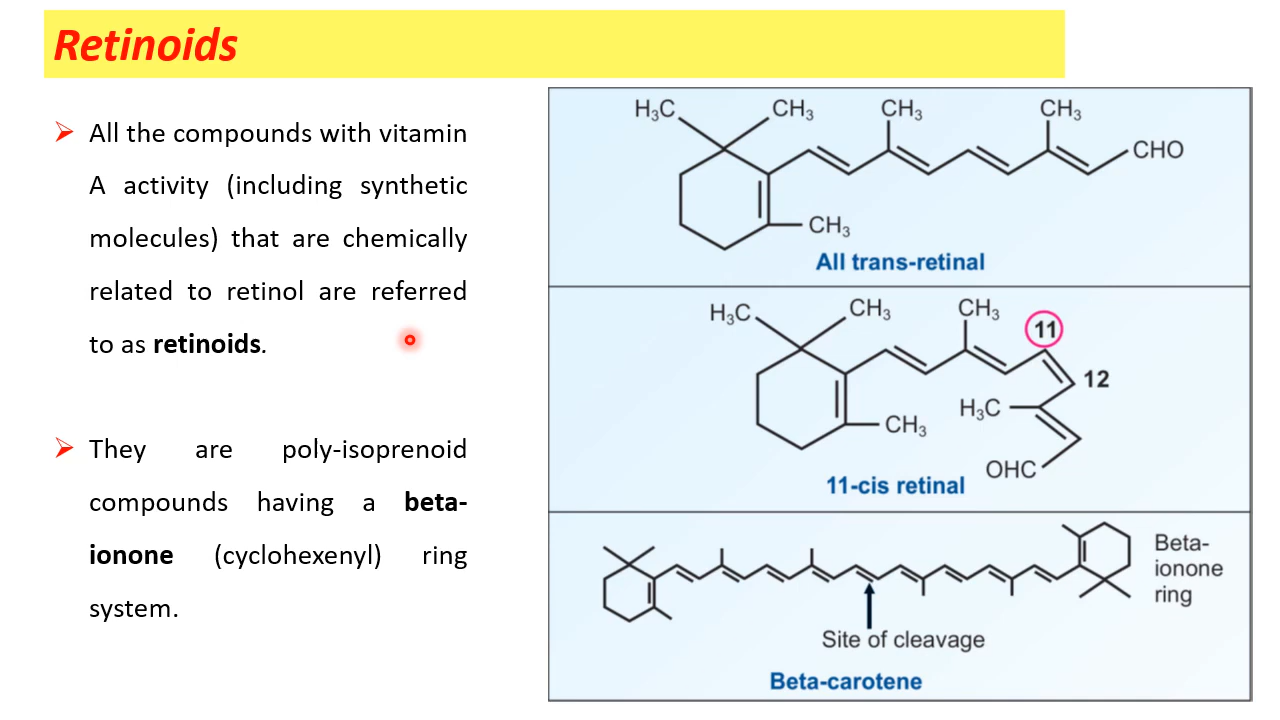 Retinoids
All the compounds with vitamin
A activity (including synthetic
molecules) that are chemically
related to retinol are referred
to as retinoids.
They are poly-isoprenoid
compounds having a beta-
ionone (cyclohexenyl) ring
system.
H₃C CH₃ CH₃ CH₃
CHO
CH₃
All trans-retinal
H₃C CH₃ CH₃
11
12
H₃C
CH₃
OHC
11-cis retinal
Beta-
ionone
ring
Site of cleavage
Beta-carotene